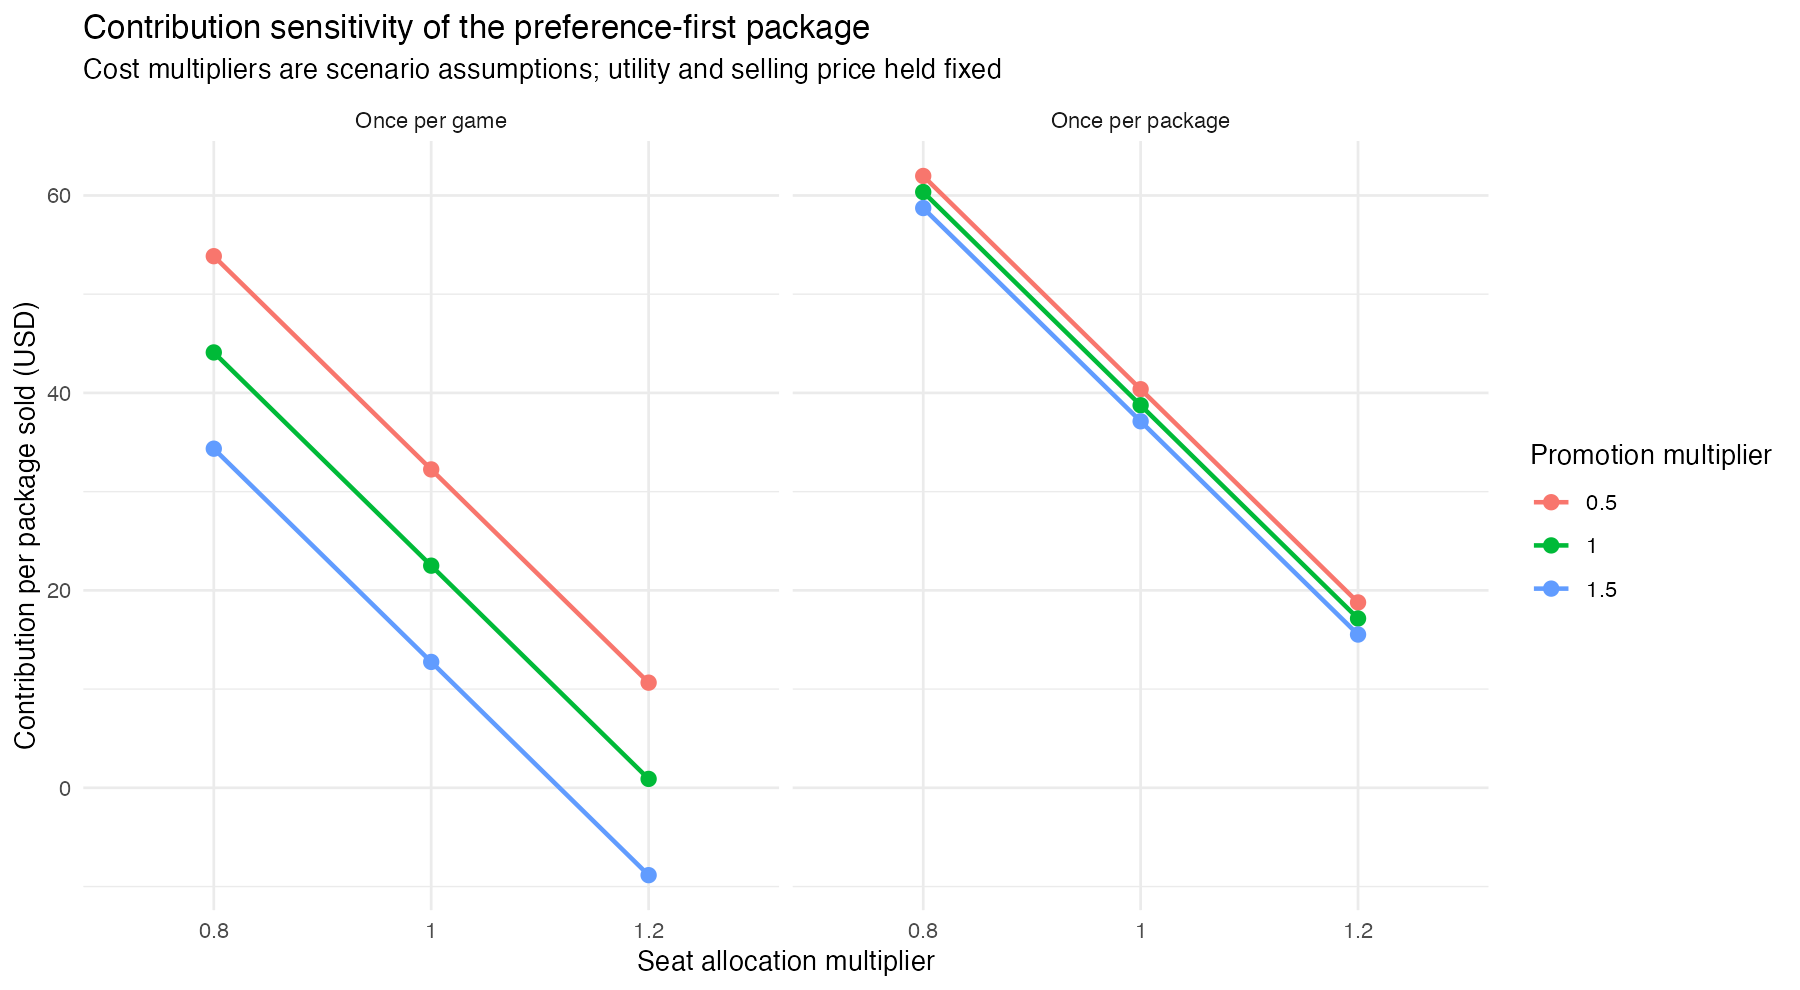 Contribution sensitivity of the preference-first package
Cost multipliers are scenario assumptions; utility and selling price held fixed
Once per game
Once per package
Contribution per package sold (USD)
60
40
20
0
0.8
1
1.2
0.8
1
1.2
Seat allocation multiplier
Promotion multiplier
0.5
1
1.5